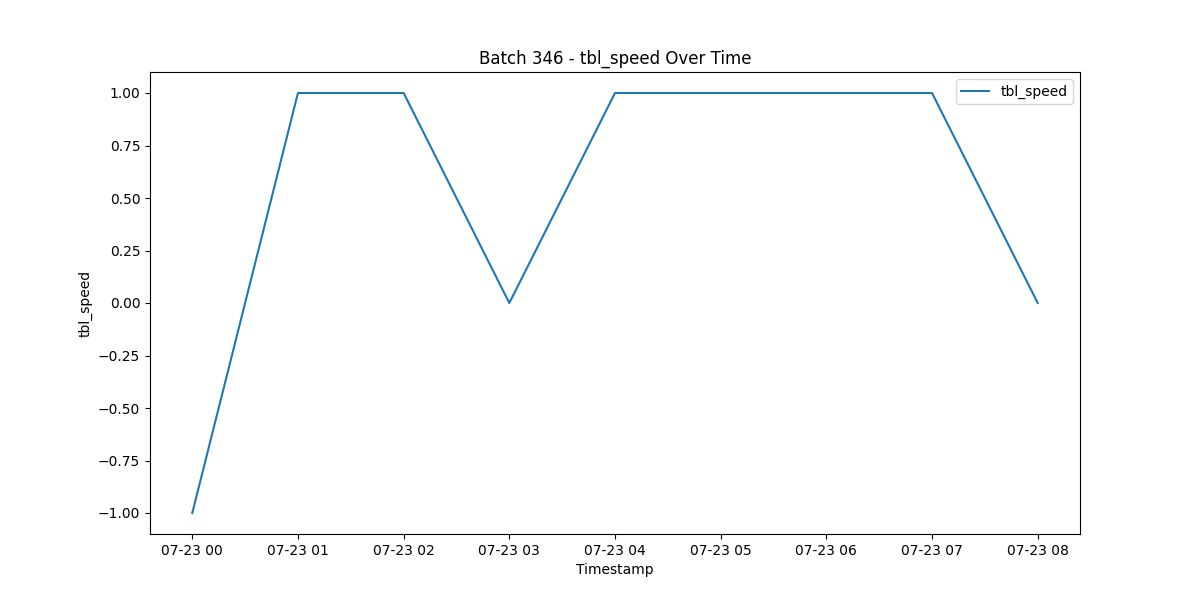 Batch 346 - tbl_speed Over Time
tbl_speed
1.00
0.75
0.50
0.25
0.00
−0.25
−0.50
−0.75
−1.00
tbl_speed
07-23 00 07-23 01 07-23 02 07-23 03 07-23 04 07-23 05 07-23 06 07-23 07 07-23 08
Timestamp